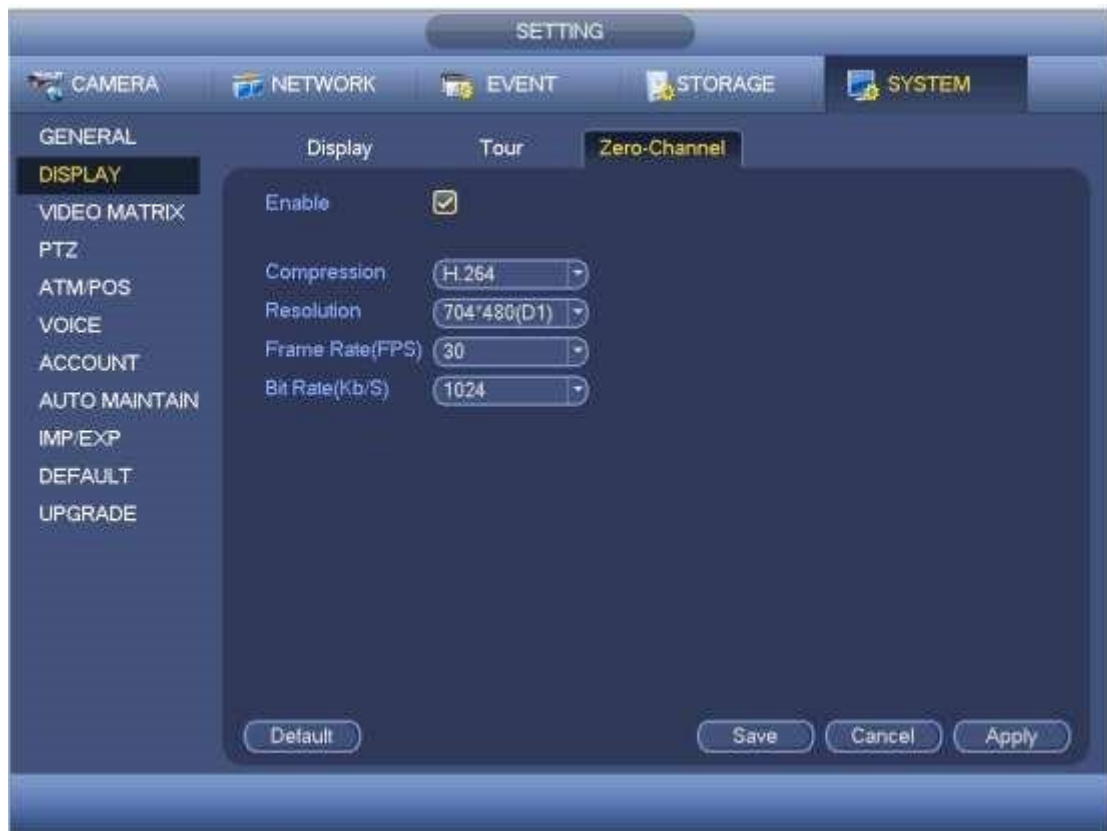 SETTING
CAMERA NETWORK EVENT STORAGE SYSTEM
GENERAL
DISPLAY
VIDEO MATRIX
PTZ
ATM/POS
VOICE
ACCOUNT
AUTO MAINTAIN
IMP/EXP
DEFAULT
UPGRADE
Display Tour Zero-Channel
Enable
Compression H.264
Resolution 704*480(D1)
Frame Rate(FPS) 30
Bit Rate(Kb/S) 1024
Default Save Cancel Apply